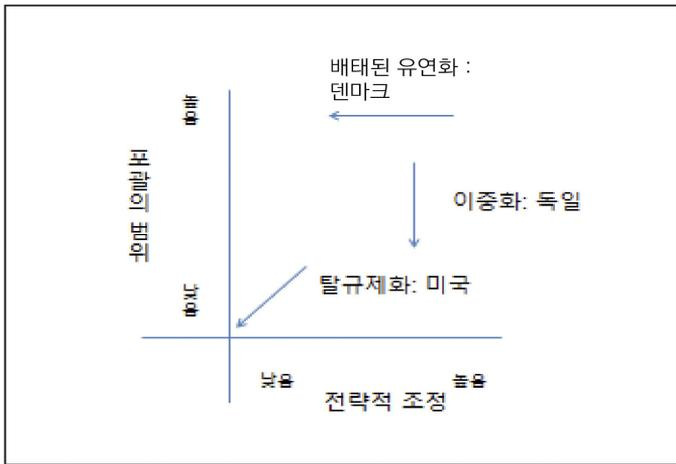 배태된 유연화 :
덴마크
높음
포괄의 범위
이중화: 독일
탈규제화: 미국
낮음
낮음
높음
전략적 조정